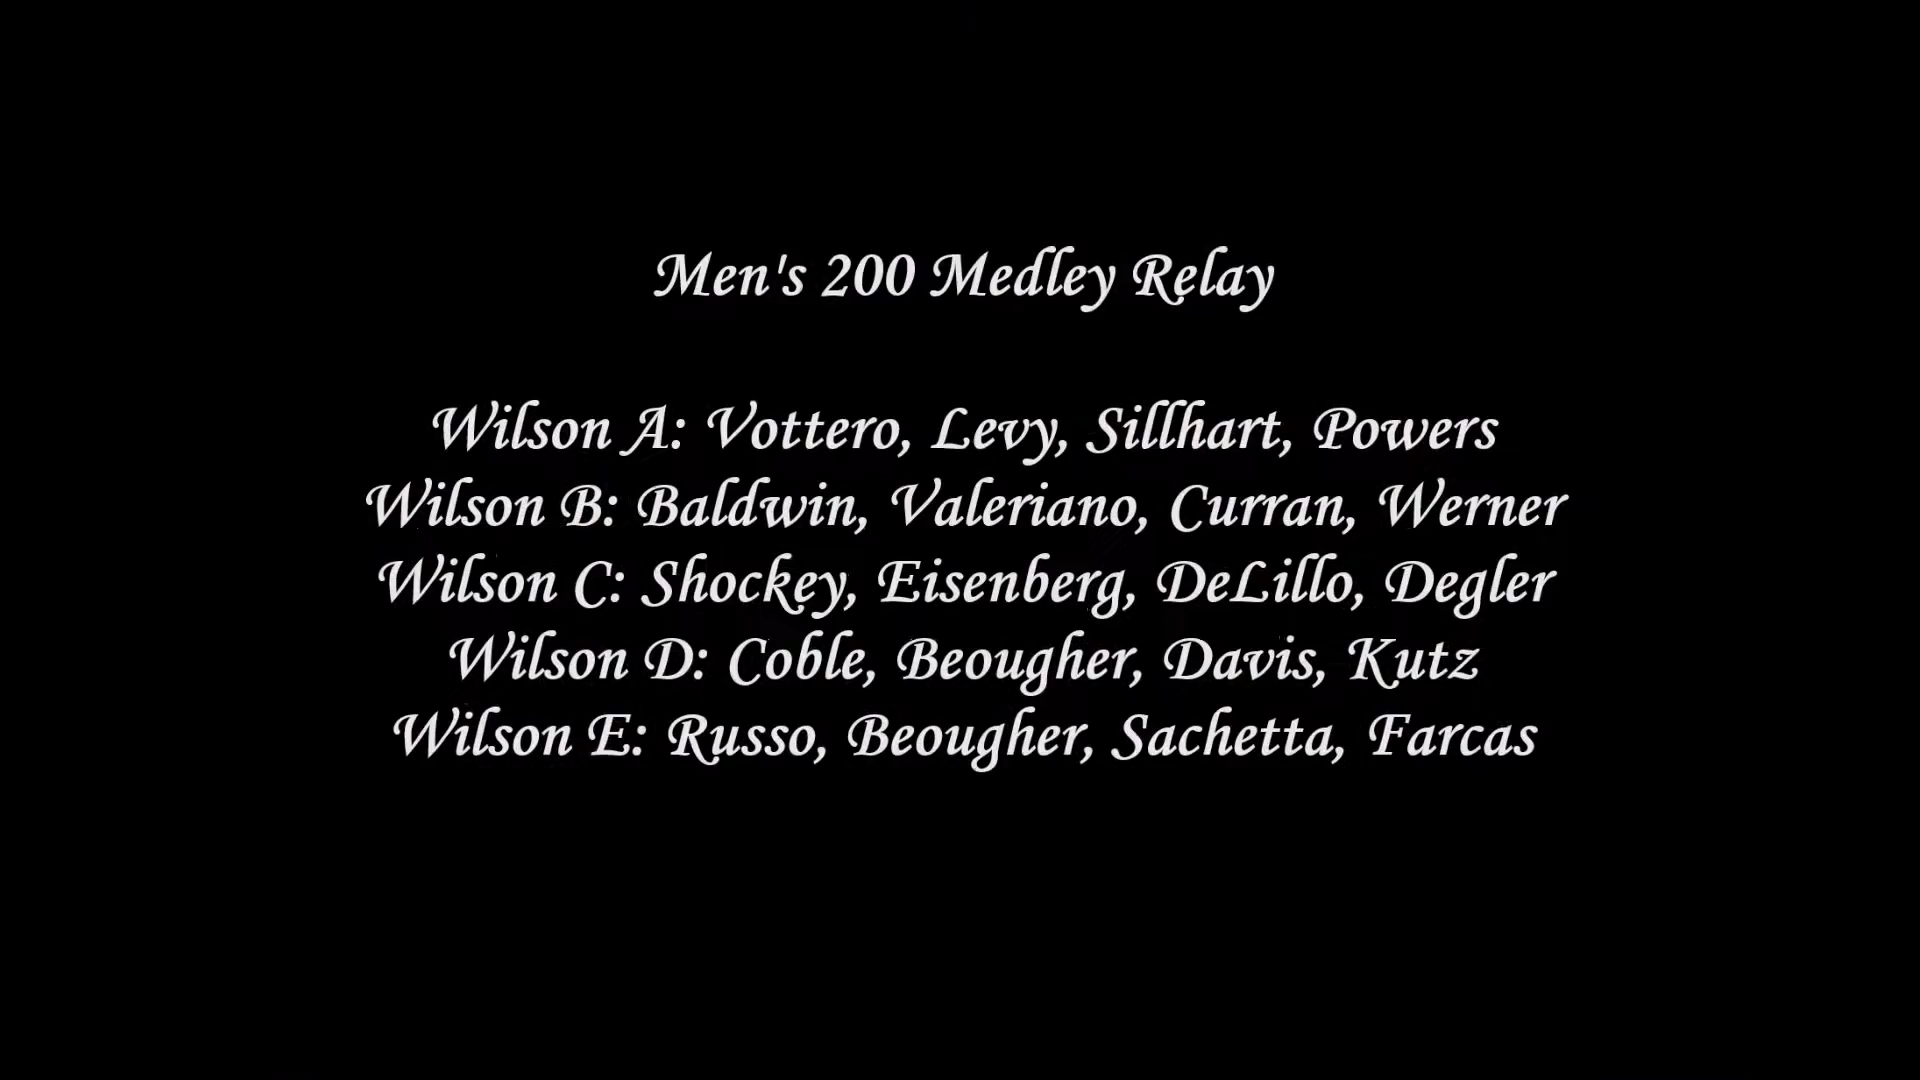 Men's 200 Medley Relay
Wilson A: Vottero, Levy, Sillhart, Powers
Wilson B: Baldwin, Valeriano, Curran, Werner
Wilson C: Shockey, Eisenberg, DeLillo, Degler
Wilson D: Coble, Beougher, Davis, Kutz
Wilson E: Russo, Beougher, Sachetta, Farcas